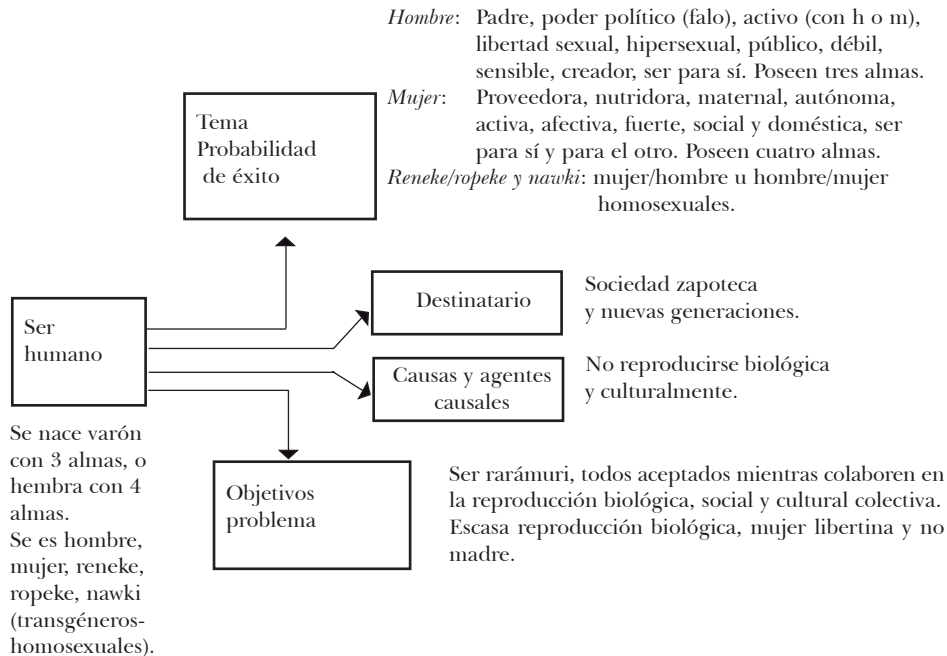 Hombre: Padre, poder político (falo), activo (con h o m),
libertad sexual, hipersexual, público, débil,
sensible, creador, ser para sí. Poseen tres almas.
Mujer: Proveedora, nutridora, maternal, autónoma,
activa, afectiva, fuerte, social y doméstica, ser
para sí y para el otro. Poseen cuatro almas.
Reneke/ropeke y nawki: mujer/hombre u hombre/mujer
homosexuales.
Tema
Probabilidad
de éxito
Destinatario
Sociedad zapoteca
y nuevas generaciones.
Ser
humano
Causas y agentes
causales
No reproducirse biológica
y culturalmente.
Se nace varón
con 3 almas, o
hembra con 4
almas.
Se es hombre,
mujer, reneke,
ropeke, nawki
(transgéneros-
homosexuales).
Objetivos
problema
Ser rarámuri, todos aceptados mientras colaboren en
la reproducción biológica, social y cultural colectiva.
Escasa reproducción biológica, mujer libertina y no
madre.